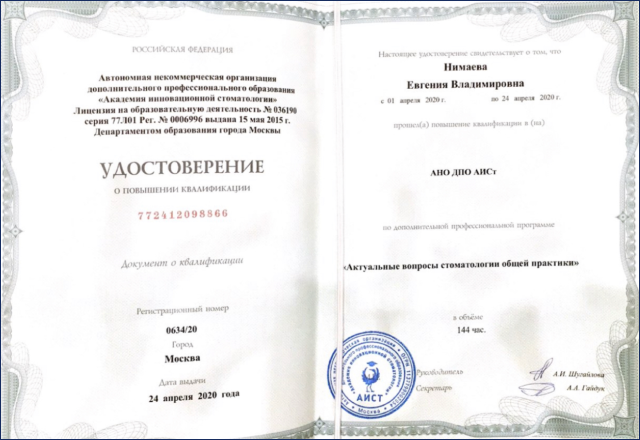 РОССИЙСКАЯ ФЕДЕРАЦИЯ
Автономная некоммерческая организация
дополнительного профессионального образования
«Академия инновационной стоматологии»
Лицензия на образовательную деятельность № 036190
серия 77Л01 Рег. № 0006996 выдана 15 мая 2015 г.
Департаментом образования города Москвы
УДОСТОВЕРЕНИЕ
О ПОВЫШЕНИИ КВАЛИФИКАЦИИ
772412098866
Документ о квалификации
Регистрационный номер
0634/20
Город
Москва
Дата выдачи
24 апреля 2020 года
Настоящее удостоверение свидетельствует о том, что
Нимаева
Евгения Владимировна
с 01 апреля 2020 г. по 24 апреля 2020 г.
прошел(а) повышение квалификации в (на)
АНО ДПО АИСт
по дополнительной профессиональной программе
«Актуальные вопросы стоматологии общей практики»
в объёме
144 час.
Руководитель А.И. Шугайлова
Секретарь А.А. Гайдук
АИСТ
Москва